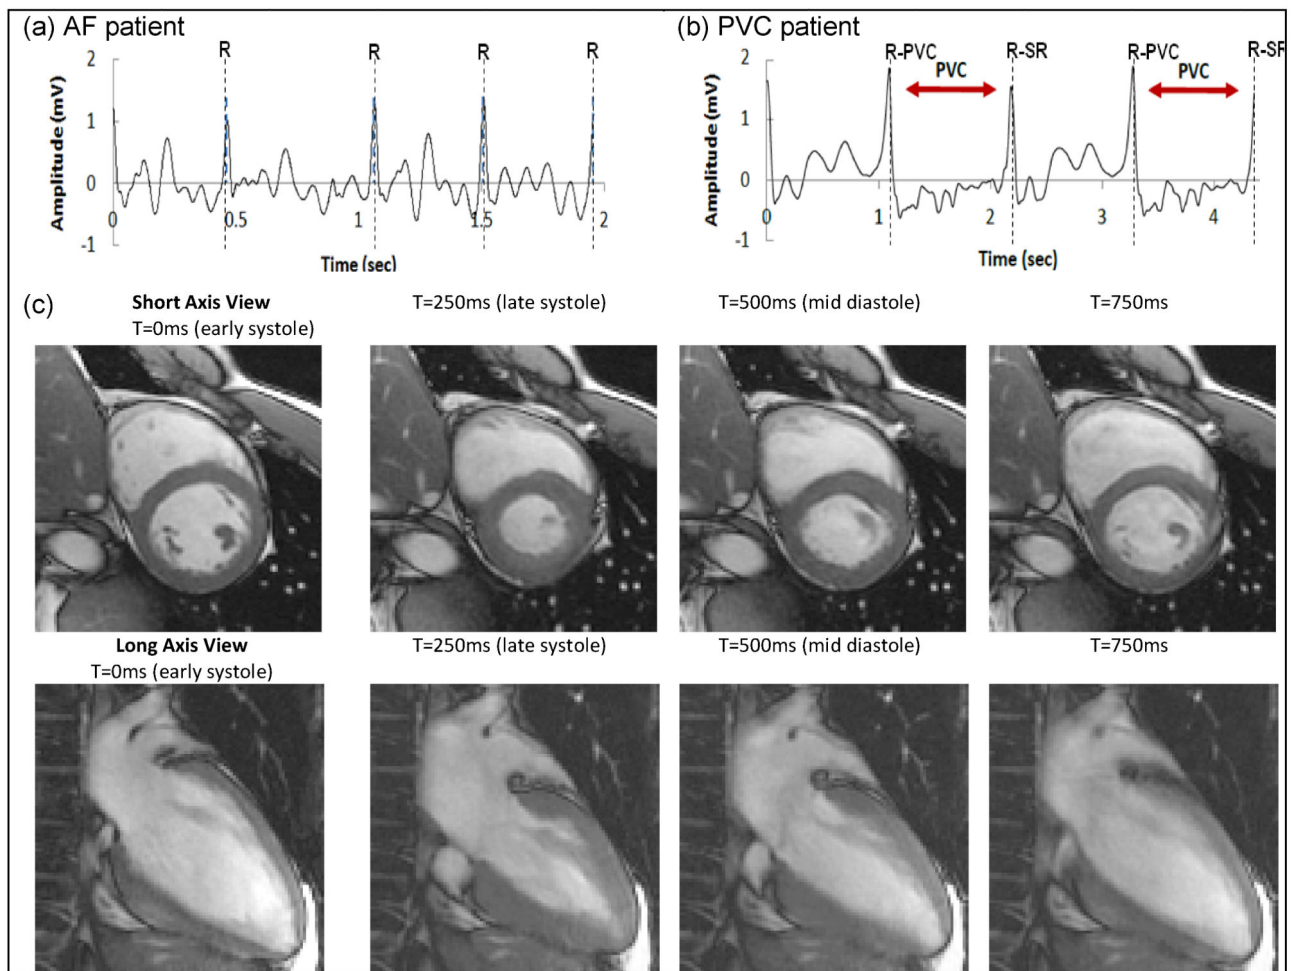 (a) AF patient
R R R R
2
1
0
-1
Amplitude (mV)
0 0.5 1 1.5 2
Time (sec)
(b) PVC patient
R-PVC R-SR R-PVC R-SR
PVC PVC
2
1
0
-1
Amplitude (mV)
0 1 2 3 4
Time (sec)
(c)
Short Axis View
T=0ms (early systole)
T=250ms (late systole)
T=500ms (mid diastole)
T=750ms
Long Axis View
T=0ms (early systole)
T=250ms (late systole)
T=500ms (mid diastole)
T=750ms